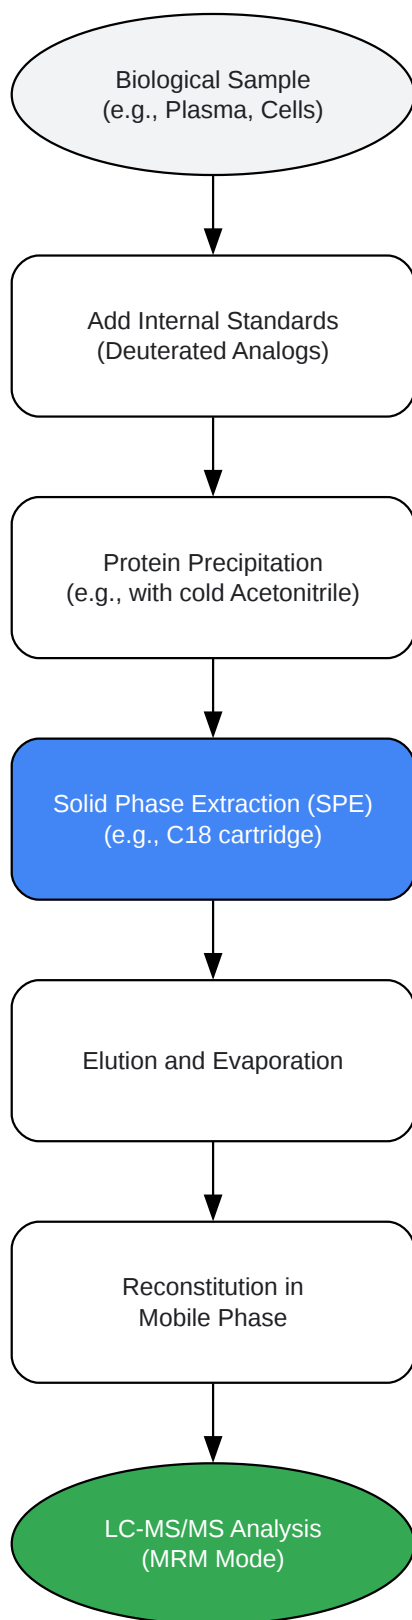 Biological Sample
(e.g., Plasma, Cells)
Add Internal Standards
(Deuterated Analogs)
Protein Precipitation
(e.g., with cold Acetonitrile)
Solid Phase Extraction (SPE)
(e.g., C18 cartridge)
Elution and Evaporation
Reconstitution in
Mobile Phase
LC-MS/MS Analysis
(MRM Mode)